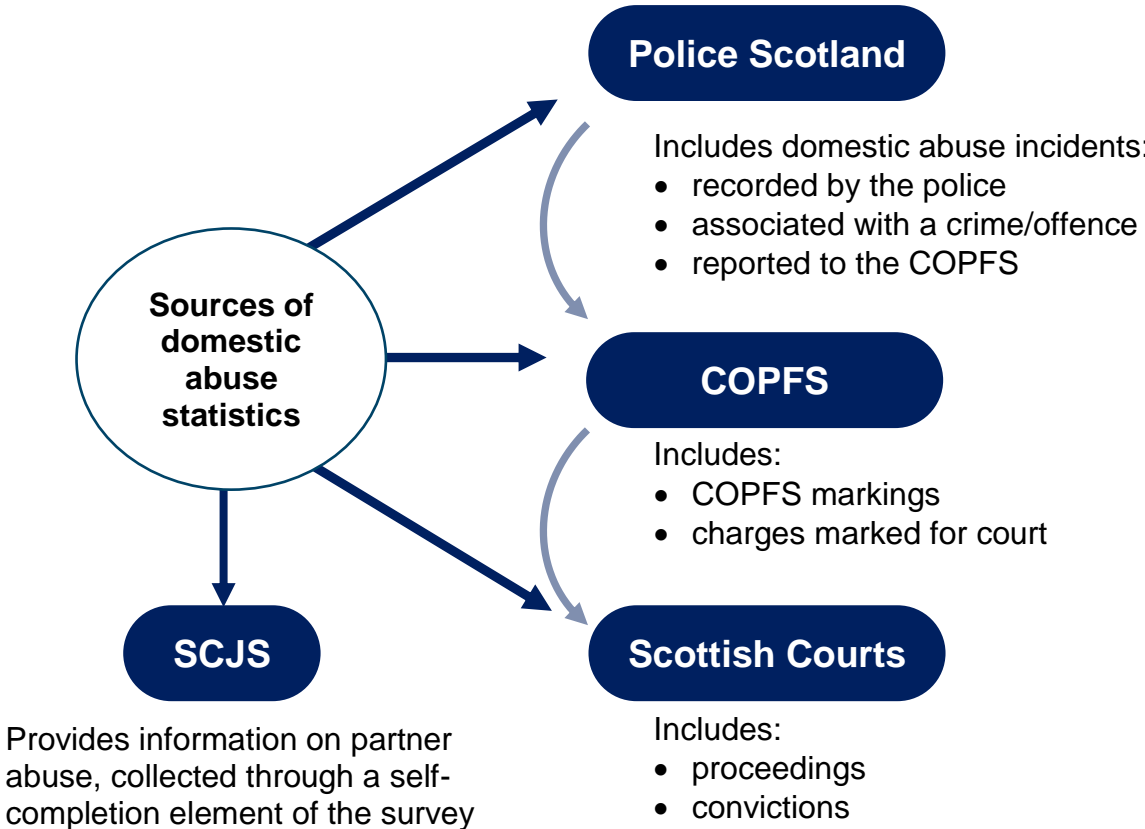 Police Scotland
Includes domestic abuse incidents:
• recorded by the police
• associated with a crime/offence
• reported to the COPFS
Sources of
domestic
abuse
statistics
COPFS
Includes:
• COPFS markings
• charges marked for court
SCJS
Provides information on partner
abuse, collected through a self-
completion element of the survey
Scottish Courts
Includes:
• proceedings
• convictions